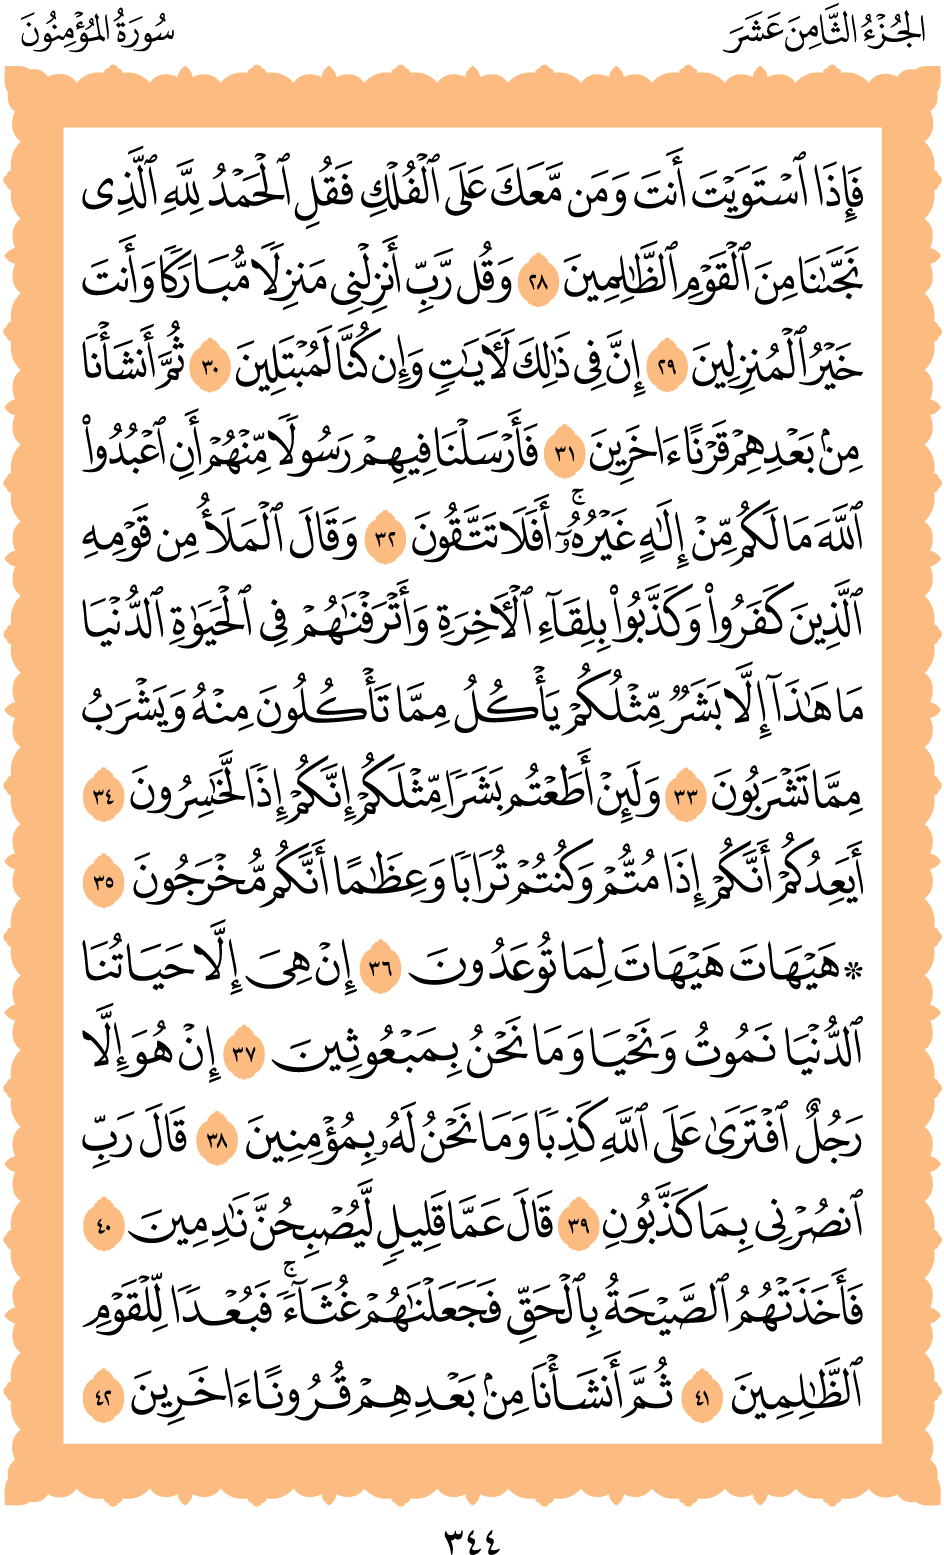 الجُزْءُ الثَّامِنَ عَشَرَ
سُورَةُ المُؤْمِنُونَ
فَإِذَا ٱسْتَوَيْتَ أَنتَ وَمَن مَّعَكَ عَلَى ٱلْفُلْكِ فَقُلِ ٱلْحَمْدُ لِلَّهِ ٱلَّذِى
نَجَّىٰنَا مِنَ ٱلْقَوْمِ ٱلظَّٰلِمِينَ ٢٨ وَقُل رَّبِّ أَنزِلْنِى مُنزَلًا مُّبَارَكًا وَأَنتَ
خَيْرُ ٱلْمُنزِلِينَ ٢٩ إِنَّ فِى ذَٰلِكَ لَءَايَٰتٍ وَإِن كُنَّا لَمُبْتَلِينَ ٣٠ ثُمَّ أَنشَأْنَا
مِنۢ بَعْدِهِمْ قَرْنًا ءَاخَرِينَ ٣١ فَأَرْسَلْنَا فِيهِمْ رَسُولًا مِّنْهُمْ أَنِ ٱعْبُدُوا۟
ٱللَّهَ مَا لَكُم مِّنْ إِلَٰهٍ غَيْرُهُۥٓ ۚ أَفَلَا تَتَّقُونَ ٣٢ وَقَالَ ٱلْمَلَأُ مِن قَوْمِهِ
ٱلَّذِينَ كَفَرُوا۟ وَكَذَّبُوا۟ بِلِقَآءِ ٱلْءَاخِرَةِ وَأَتْرَفْنَٰهُمْ فِى ٱلْحَيَوٰةِ ٱلدُّنْيَا
مَا هَٰذَآ إِلَّا بَشَرٌ مِّثْلُكُمْ يَأْكُلُ مِمَّا تَأْكُلُونَ مِنْهُ وَيَشْرَبُ
مِمَّا تَشْرَبُونَ ٣٣ وَلَئِنْ أَطَعْتُم بَشَرًا مِّثْلَكُمْ إِنَّكُمْ إِذًا لَّخَٰسِرُونَ ٣٤
أَيَعِدُكُمْ أَنَّكُمْ إِذَا مُتُّمْ وَكُنتُمْ تُرَابًا وَعِظَٰمًا أَنَّكُم مُّخْرَجُونَ ٣٥
* هَيْهَاتَ هَيْهَاتَ لِمَا تُوعَدُونَ ٣٦ إِنْ هِىَ إِلَّا حَيَاتُنَا
ٱلدُّنْيَا نَمُوتُ وَنَحْيَا وَمَا نَحْنُ بِمَبْعُوثِينَ ٣٧ إِنْ هُوَ إِلَّا
رَجُلٌ ٱفْتَرَىٰ عَلَى ٱللَّهِ كَذِبًا وَمَا نَحْنُ لَهُۥ بِمُؤْمِنِينَ ٣٨ قَالَ رَبِّ
ٱنصُرْنِى بِمَا كَذَّبُونِ ٣٩ قَالَ عَمَّا قَلِيلٍ لَّيُصْبِحُنَّ نَٰدِمِينَ ٤٠
فَأَخَذَتْهُمُ ٱلصَّيْحَةُ بِٱلْحَقِّ فَجَعَلْنَٰهُمْ غُثَآءً ۚ فَبُعْدًا لِّلْقَوْمِ
ٱلظَّٰلِمِينَ ٤١ ثُمَّ أَنشَأْنَا مِنۢ بَعْدِهِمْ قُرُونًا ءَاخَرِينَ ٤٢
٣٤٤